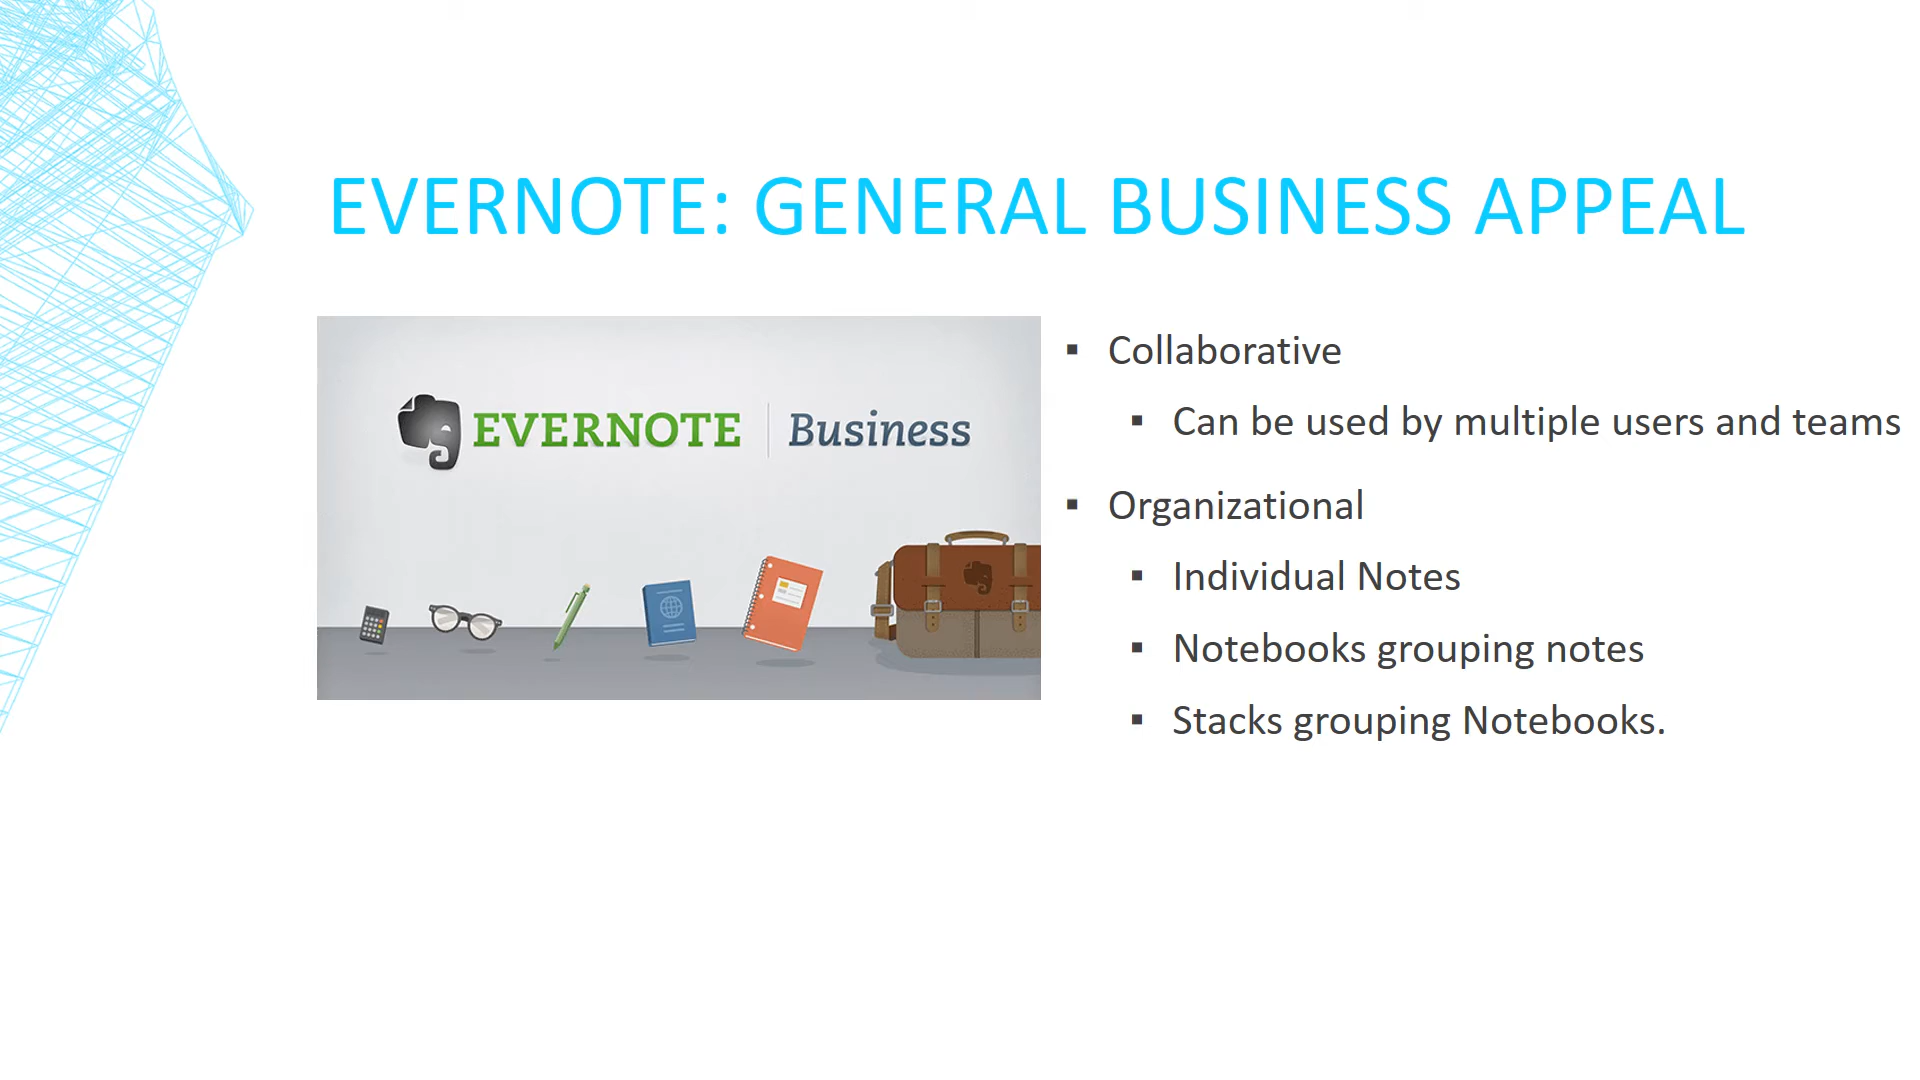 EVERNOTE: GENERAL BUSINESS APPEAL
EVERNOTE Business
Collaborative
Can be used by multiple users and teams
Organizational
Individual Notes
Notebooks grouping notes
Stacks grouping Notebooks.